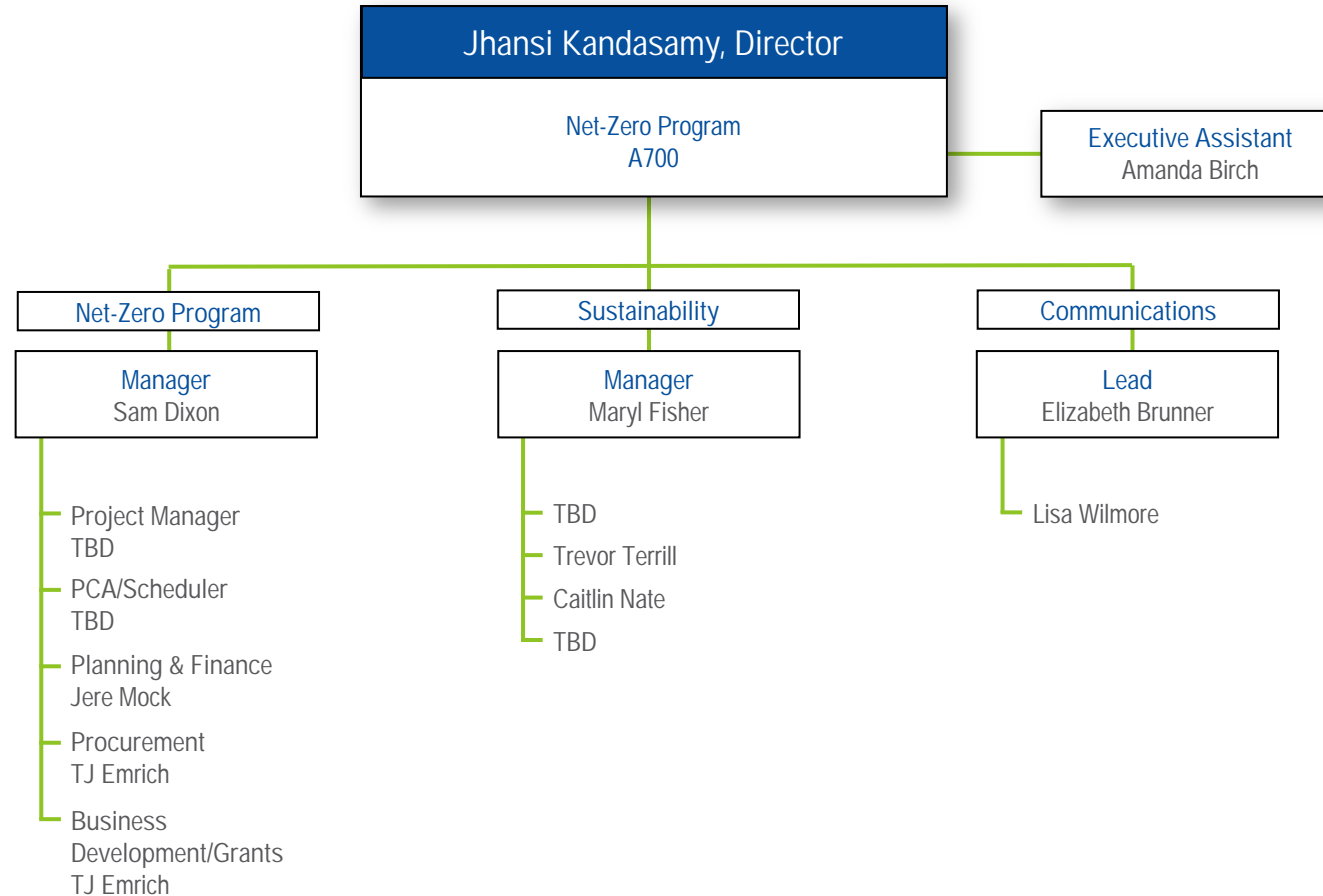 Jhansi Kandasamy, Director
Net-Zero Program
A700
Executive Assistant
Amanda Birch
Net-Zero Program
Manager
Sam Dixon
Project Manager
TBD
PCA/Scheduler
TBD
Planning & Finance
Jere Mock
Procurement
TJ Emrich
Business
Development/Grants
TJ Emrich
Sustainability
Manager
Maryl Fisher
TBD
Trevor Terrill
Caitlin Nate
TBD
Communications
Lead
Elizabeth Brunner
Lisa Wilmore